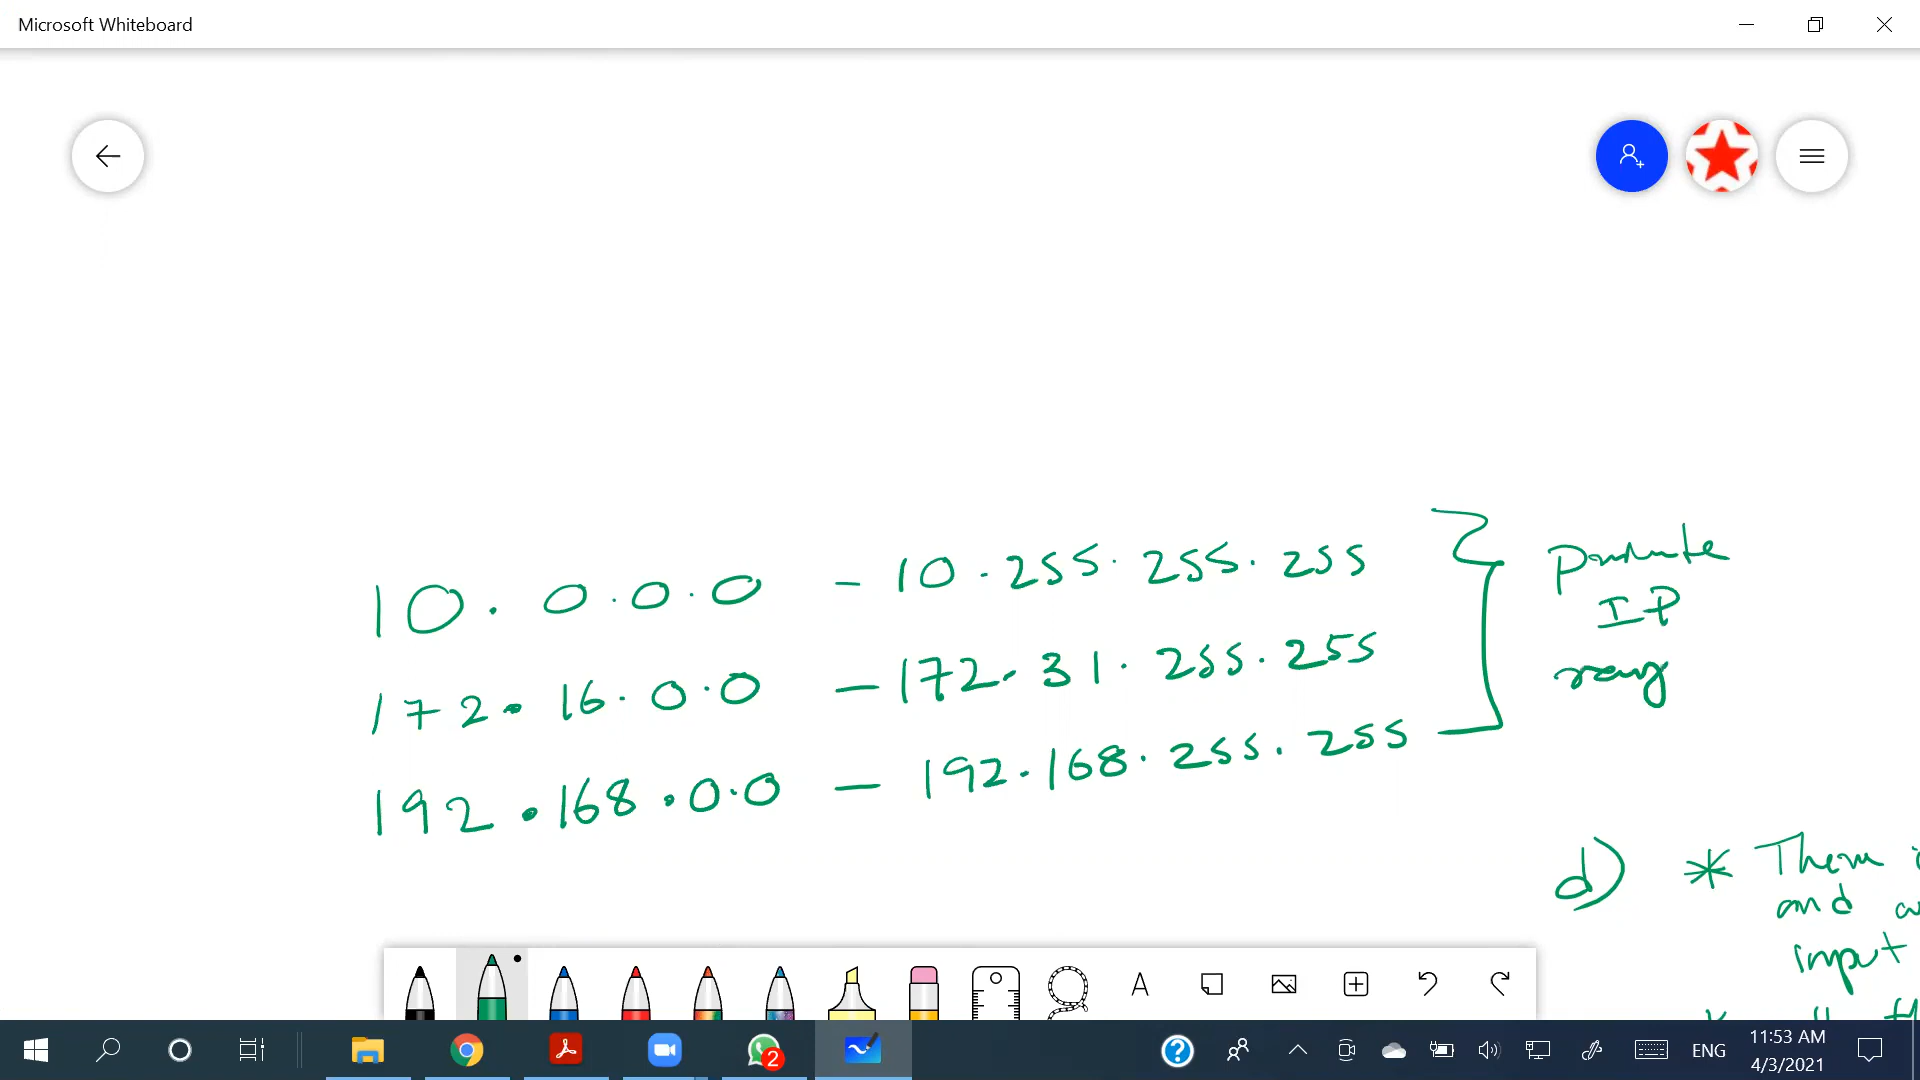 Microsoft Whiteboard
10.0.0.0 – 10.255.255.255
172.16.0.0 – 172.31.255.255
192.168.0.0 – 192.168.255.255
Private
IP
rang
d) * There i
and
input
A
2
ENG
11:53 AM
4/3/2021